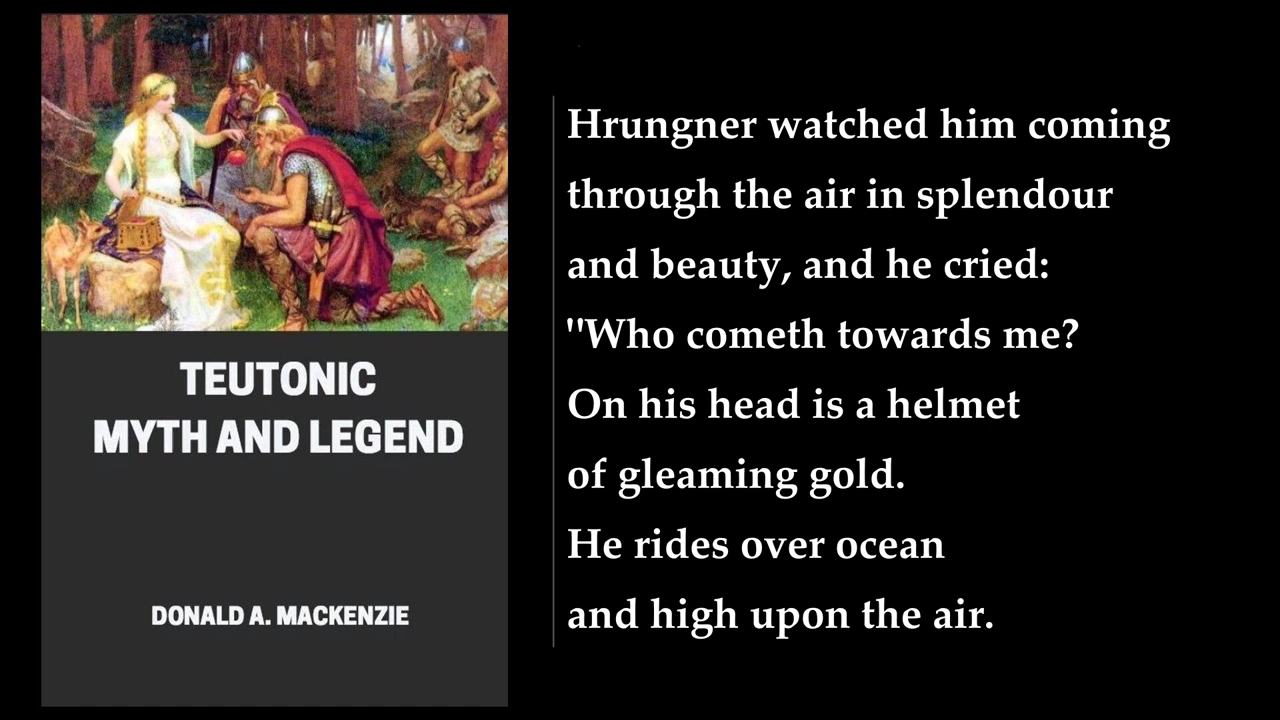 TEUTONIC
MYTH AND LEGEND
DONALD A. MACKENZIE
Hrungner watched him coming
through the air in splendour
and beauty, and he cried:
"Who cometh towards me?
On his head is a helmet
of gleaming gold.
He rides over ocean
and high upon the air.